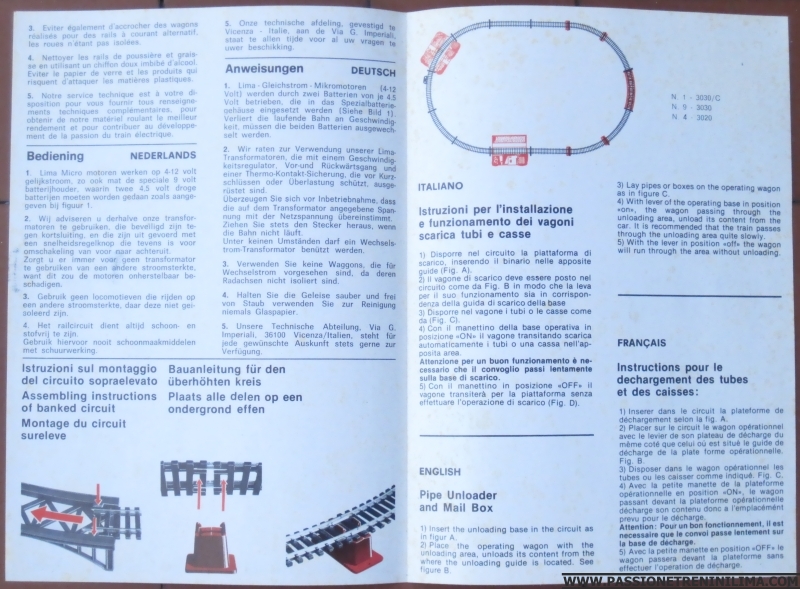 3. Eviter également d'accrocher des wagons
réalisés pour des rails à courant alternatif,
les roues n'étant pas isolées.
4. Nettoyer les rails de poussière et grais-
se en utilisant un chiffon doux imbibé d'alcool.
Eviter le papier de verre et les produits qui
risquent d'attaquer les matières plastiques.
5. Notre service technique est à votre di-
sposition pour vous fournir tous renseigne-
ments techniques complémentaires, pour
obtenir de notre matériel roulant le meilleur
rendement et pour contribuer au développe-
ment de la passion du train électrique.
Bediening NEDERLANDS
1. Lima Micro motoren werken op 4-12 volt
gelijkstroom, zo ook mat de speciale 9 volt
batterijhouder, waarin twee 4,5 volt droge
batterijen moeten worden gedaan zoals aange-
geven bij figuur 1.
2. Wij adviseren u derhalve onze transfor-
matoren te gebruiken, die beveiligd zijn te-
gen kortsluiting, en die zijn uit gevoerd met
een snelheidsregelknop die tevens is voor
omschakeling van voor naar achteruit.
Zorgt u er immer voor geen transformator
te gebruiken van een andere stroomsterkte,
want dit zou de motoren onherstelbaar be-
schadigen.
3. Gebruik geen locomotieven die rijden op
een andere stroomsterkte, daar deze niet geï-
soleerd zijn.
4. Het railcircuit dient altijd schoon- en
stofvrij te zijn.
Gebruik hiervoor nooit schoonmaakmiddelen
met schuurwerking.
5. Onze technische afdeling, gevestigd te
Vicenza - Italie, aan de Via G. Imperiali,
staat te allen tijde voor al uw vragen te
uwer beschikking.
Anweisungen DEUTSCH
1. Lima - Gleichstrom - Mikromotoren (4-12
Volt) werden durch zwei Batterien von je 4,5
Volt betrieben, die in das Spezialbatterie-
gehäuse eingesetzt werden (Siehe Bild 1).
Verliert die laufende Bahn an Geschwindig-
keit, müssen die beiden Batterien ausgewech-
selt werden.
2. Wir raten zur Verwendung unserer Lima-
Transformatoren, die mit einem Geschwindig-
keitsregulator, Vor-und Rückwärtsgang und
einer Thermo-Kontakt-Sicherung, die vor Kurz-
schlüssen oder Überlastung schützt, ausge-
rüstet sind.
Überzeugen Sie sich vor Inbetriebnahme, dass
die auf dem Transformator angegebene Span-
nung mit der Netzspannung übereinstimmt.
Ziehen Sie stets den Stecker heraus, wenn
die Bahn nicht läuft.
Unter keinen Umständen darf ein Wechsels-
trom-Transformator benützt werden.
3. Verwenden Sie keine Waggons, die für
Wechselstrom vorgesehen sind, da deren
Radachsen nicht isoliert sind.
4. Halten Sie die Geleise sauber und frei
von Staub verwenden Sie zur Reinigung
niemals Glaspapier.
5. Unsere Technische Abteilung, Via G.
Imperiali, 36100 Vicenza/Italien, steht für
jede gewünschte Auskunft stets gerne zur
Verfügung.
Istruzioni sul montaggio
del circuito sopraelevato
Assembling instructions
of banked circuit
Montage du circuit
sureleve
Bauanleitung für den
überhöhten kreis
Plaats alle delen op een
ondergrond effen
N. 1 - 3030/C
N. 9 - 3030
N. 4 - 3020
ITALIANO
Istruzioni per l'installazione
e funzionamento dei vagoni
scarica tubi e casse
1) Disporre nel circuito la piattaforma di
scarico, inserendo il binario nelle apposite
guide (Fig. A).
2) Il vagone di scarico deve essere posto nel
circuito come da Fig. B in modo che la leva
per il suo funzionamento sia in corrispon-
denza della guida di scarico della base
3) Disporre nel vagone i tubi o le casse come
da (Fig. C).
4) Con il manettino della base operativa in
posizione «ON» il vagone transitando scarica
automaticamente i tubi o una cassa nell'ap-
posita area.
Attenzione per un buon funzionamento è ne-
cessario che il convoglio passi lentamente
sulla base di scarico.
5) Con il manettino in posizione «OFF» il
vagone transiterà per la piattaforma senza
effettuare l'operazione di scarico (Fig. D).
ENGLISH
Pipe Unloader
and Mail Box
1) Insert the unloading base in the circuit as
in figur A.
2) Place the operating wagon with the
unloading area, unloads its content from the
where the unloading guide is located. See
figure B.
3) Lay pipes or boxes on the operating wagon
as in figure C.
4) With lever of the operating base in position
«on», the wagon passing through the
unloading area, unload its content from the
car. It is recommended that the train passes
through the unloading area quite slowly.
5) With the lever in position «off» the wagon
will run through the area without unloading.
FRANÇAIS
Instructions pour le
dechargement des tubes
et des caisses:
1) Inserer dans le circuit la plateforme de
déchargement selon la fig. A.
2) Placer sur le circuit le wagon opérationnel
avec le levier de son plateau de décharge du
même coté que celui où est situé le guide de
décharge de la plate forme opérationnelle.
Fig. B.
3) Disposer dans le wagon opérationnel les
tubes ou les caisser comme indiqué. Fig. C.
4) Avec la petite manette de la plateforme
opérationnelle en position «ON», le wagon
passant devant la plateforme opérationnelle
décharge son contenu donc a l'emplacément
prevu pour le décharge.
Attention: Pour un bon fonctionnement, il est
necessaire que le convoi passe lentement sur
la base de décharge.
5) Avec la petite manette en position «OFF» le
wagon passera devant la plateforme sans
effectuer l'operation de décharge.
WWW.PASSIONETRENINILIMA.COM